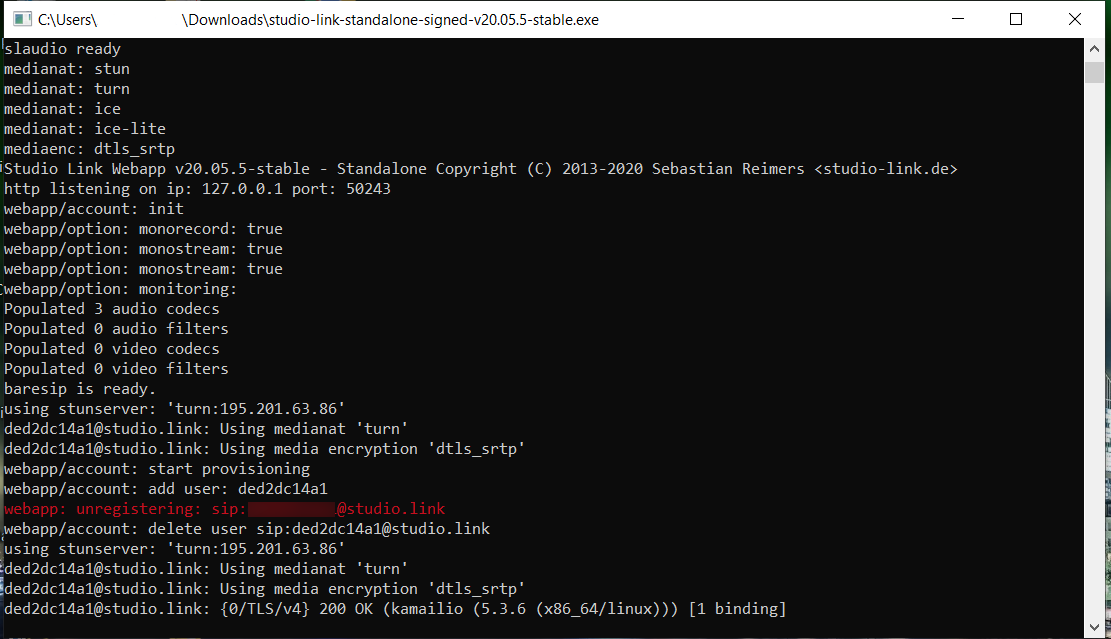 C:\Users\ \Downloads\studio-link-standalone-signed-v20.05.5-stable.exe
slaudio ready
medianat: stun
medianat: turn
medianat: ice
medianat: ice-lite
mediaenc: dtls_srtp
Studio Link Webapp v20.05.5-stable - Standalone Copyright (C) 2013-2020 Sebastian Reimers <studio-link.de>
http listening on ip: 127.0.0.1 port: 50243
webapp/account: init
webapp/option: monorecord: true
webapp/option: monostream: true
webapp/option: monostream: true
webapp/option: monitoring:
Populated 3 audio codecs
Populated 0 audio filters
Populated 0 video codecs
Populated 0 video filters
baresip is ready.
using stunserver: 'turn:195.201.63.86'
ded2dc14a1@studio.link: Using medianat 'turn'
ded2dc14a1@studio.link: Using media encryption 'dtls_srtp'
webapp/account: start provisioning
webapp/account: add user: ded2dc14a1
webapp: unregistering: sip: @studio.link
webapp/account: delete user sip:ded2dc14a1@studio.link
using stunserver: 'turn:195.201.63.86'
ded2dc14a1@studio.link: Using medianat 'turn'
ded2dc14a1@studio.link: Using media encryption 'dtls_srtp'
ded2dc14a1@studio.link: {0/TLS/v4} 200 OK (kamailio (5.3.6 (x86_64/linux))) [1 binding]